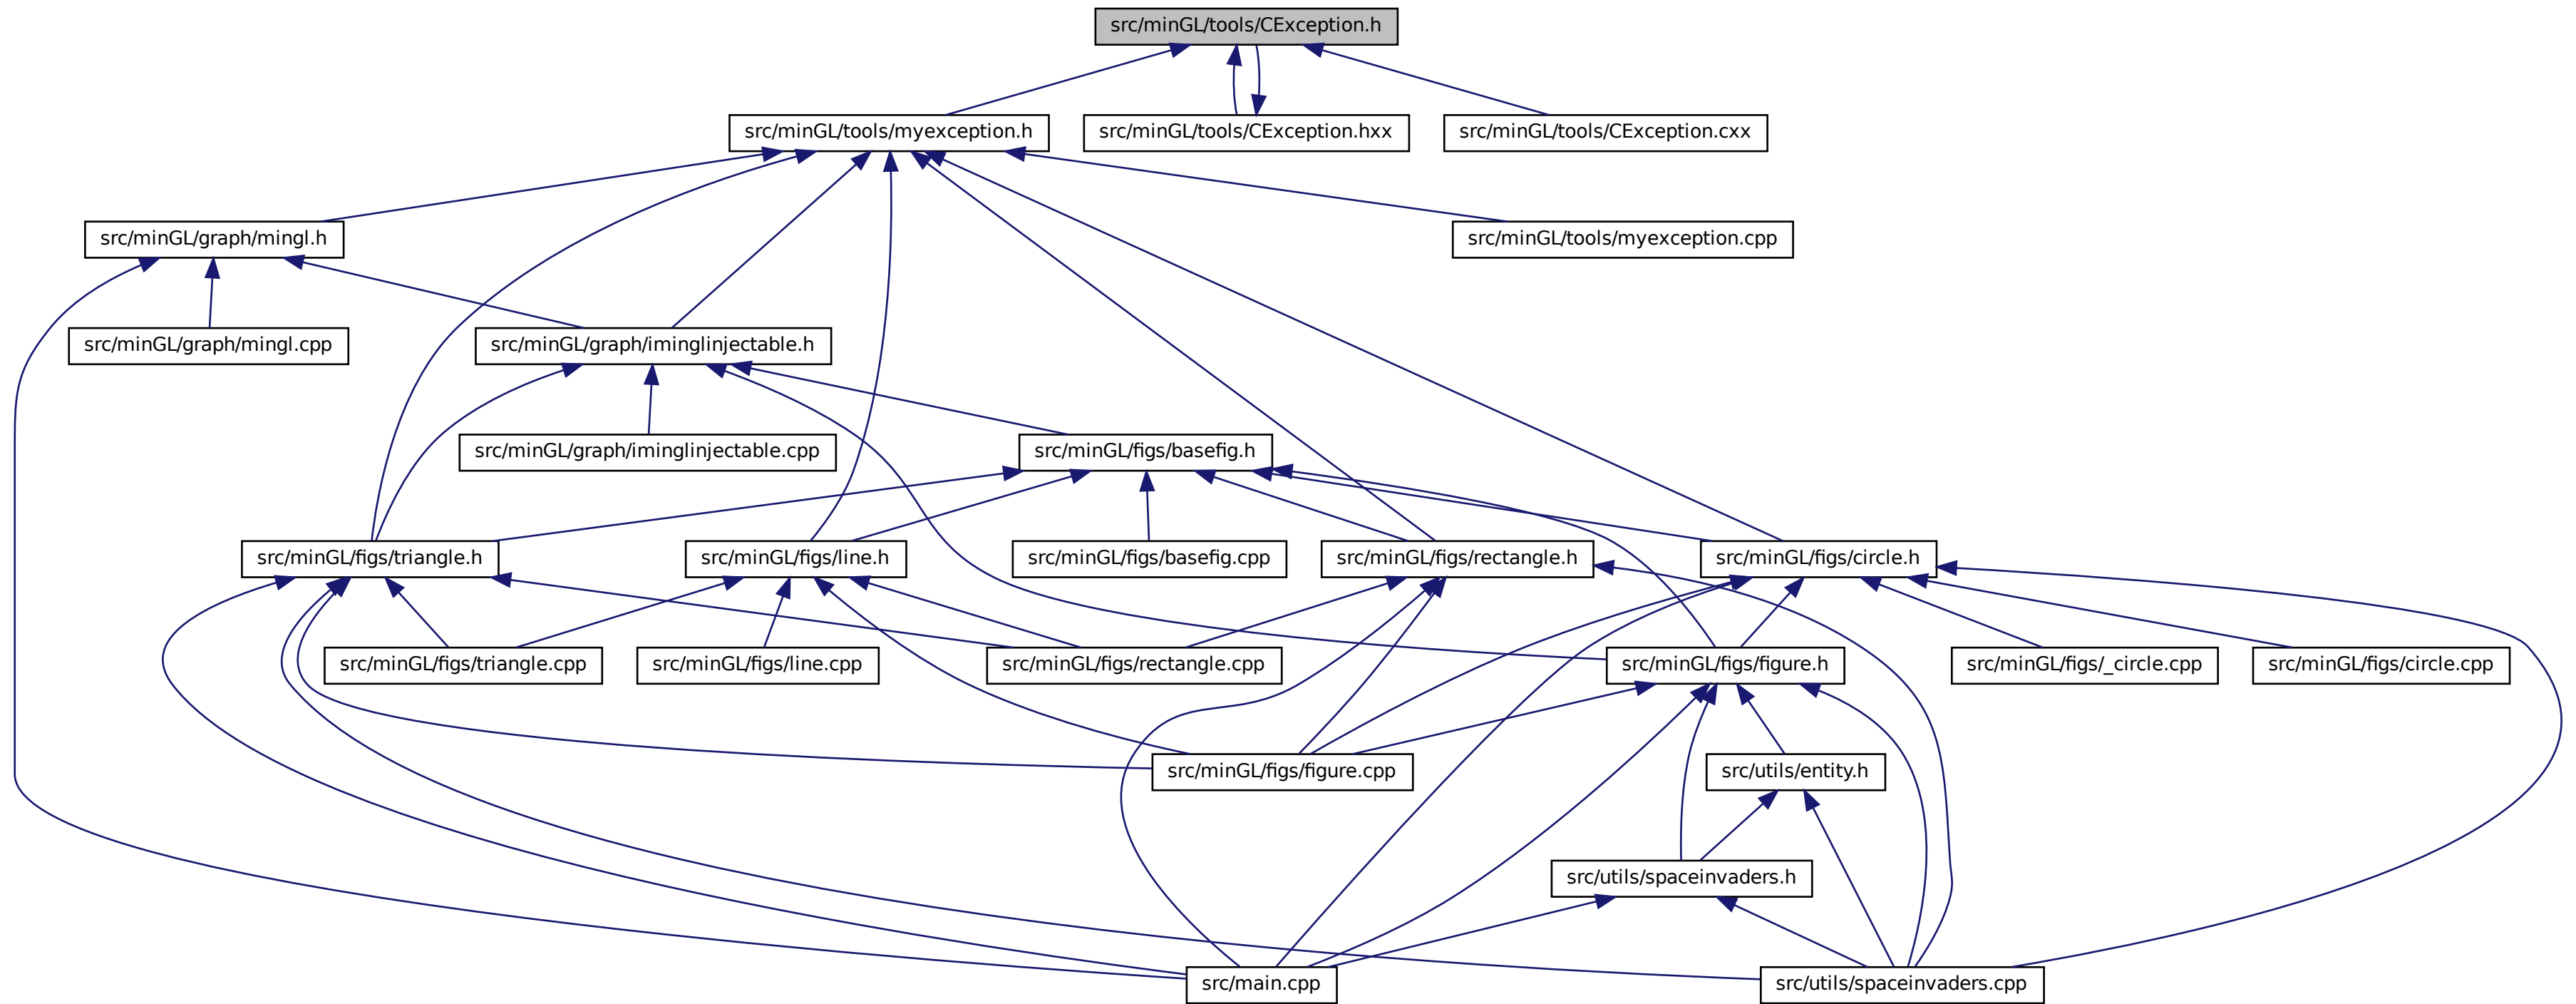 src/minGL/tools/CException.h
src/minGL/tools/myexception.h
src/minGL/tools/CException.hxx
src/minGL/tools/CException.cxx
src/minGL/graph/mingl.h
src/minGL/tools/myexception.cpp
src/minGL/graph/mingl.cpp
src/minGL/graph/iminglinjectable.h
src/minGL/graph/iminglinjectable.cpp
src/minGL/figs/basefig.h
src/minGL/figs/triangle.h
src/minGL/figs/line.h
src/minGL/figs/basefig.cpp
src/minGL/figs/rectangle.h
src/minGL/figs/circle.h
src/minGL/figs/triangle.cpp
src/minGL/figs/line.cpp
src/minGL/figs/rectangle.cpp
src/minGL/figs/figure.h
src/minGL/figs/_circle.cpp
src/minGL/figs/circle.cpp
src/minGL/figs/figure.cpp
src/utils/entity.h
src/utils/spaceinvaders.h
src/main.cpp
src/utils/spaceinvaders.cpp